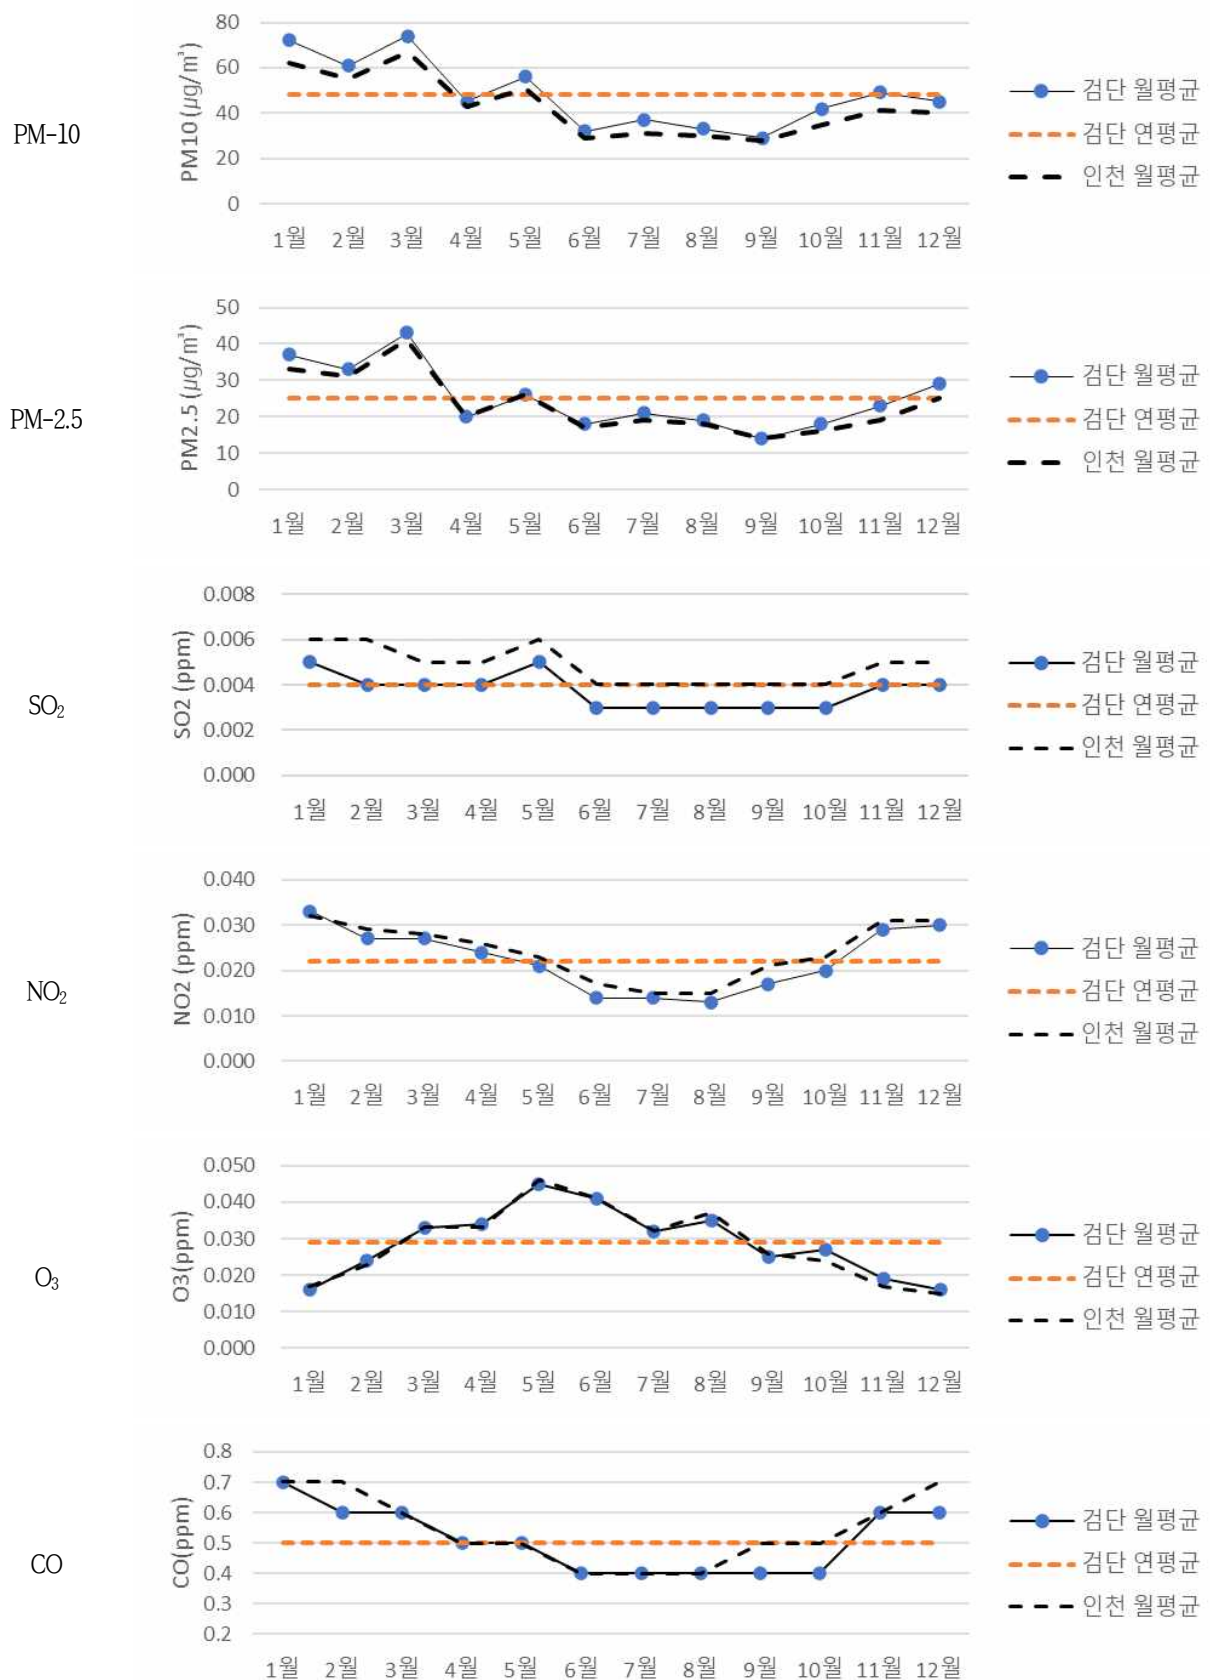 PM-10
PM10 (㎍/㎥)
80
60
40
20
0
1월 2월 3월 4월 5월 6월 7월 8월 9월 10월 11월 12월
검단 월평균
검단 연평균
인천 월평균
PM-2.5
PM2.5 (㎍/㎥)
50
40
30
20
10
0
1월 2월 3월 4월 5월 6월 7월 8월 9월 10월 11월 12월
검단 월평균
검단 연평균
인천 월평균
SO₂
SO2 (ppm)
0.008
0.006
0.004
0.002
0.000
1월 2월 3월 4월 5월 6월 7월 8월 9월 10월 11월 12월
검단 월평균
검단 연평균
인천 월평균
NO₂
NO2 (ppm)
0.040
0.030
0.020
0.010
0.000
1월 2월 3월 4월 5월 6월 7월 8월 9월 10월 11월 12월
검단 월평균
검단 연평균
인천 월평균
O₃
O3(ppm)
0.050
0.040
0.030
0.020
0.010
0.000
1월 2월 3월 4월 5월 6월 7월 8월 9월 10월 11월 12월
검단 월평균
검단 연평균
인천 월평균
CO
CO(ppm)
0.8
0.7
0.6
0.5
0.4
0.3
0.2
1월 2월 3월 4월 5월 6월 7월 8월 9월 10월 11월 12월
검단 월평균
검단 연평균
인천 월평균